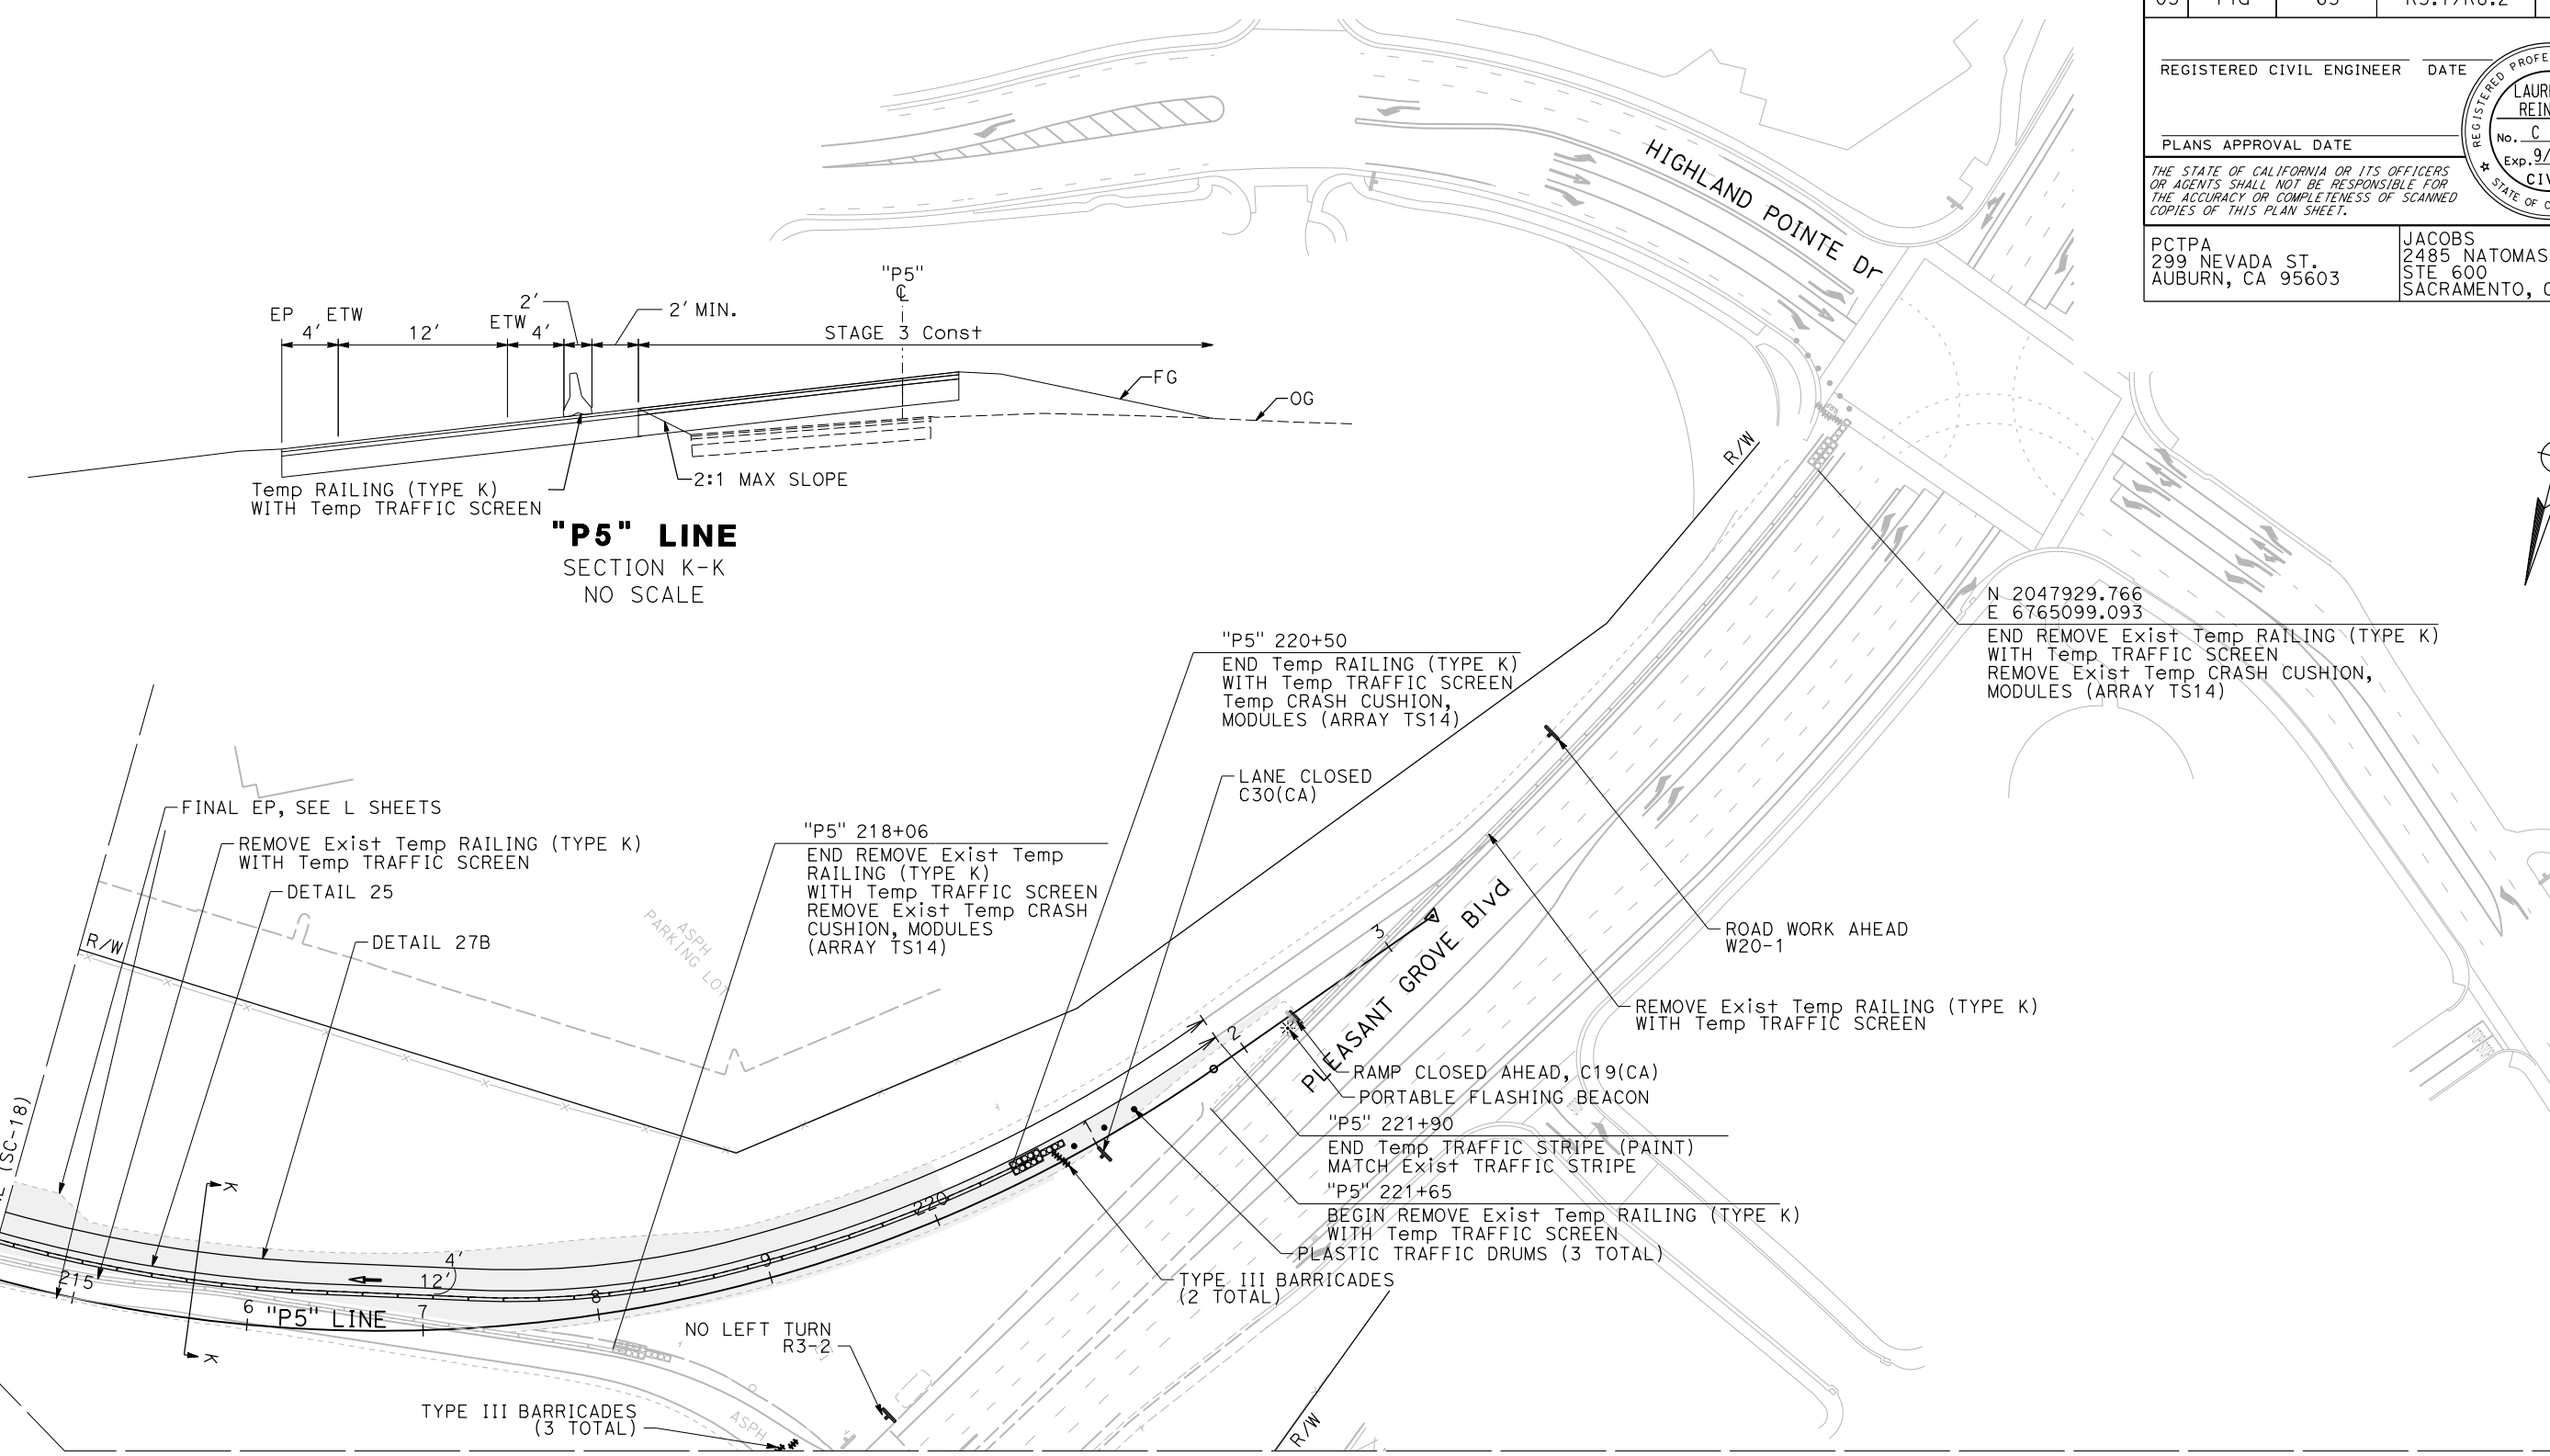 REGISTERED CIVIL ENGINEER DATE
PLANS APPROVAL DATE
THE STATE OF CALIFORNIA OR ITS OFFICERS
OR AGENTS SHALL NOT BE RESPONSIBLE FOR
THE ACCURACY OR COMPLETENESS OF SCANNED
COPIES OF THIS PLAN SHEET.
REGISTERED
No. C
Exp. 9/
STATE OF
PCTPA
299 NEVADA ST.
AUBURN, CA 95603
JACOBS
2485 NATOMAS
STE 600
SACRAMENTO,
HIGHLAND POINTE Dr
"P5"
℄
EP
4'
ETW
12'
ETW
4'
2'
2' MIN.
STAGE 3 Const
FG
OG
2:1 MAX SLOPE
Temp RAILING (TYPE K)
WITH Temp TRAFFIC SCREEN
"P5" LINE
SECTION K-K
NO SCALE
R/W
N 2047929.766
E 6765099.093
END REMOVE Exist Temp RAILING (TYPE K)
WITH Temp TRAFFIC SCREEN
REMOVE Exist Temp CRASH CUSHION,
MODULES (ARRAY TS14)
"P5" 220+50
END Temp RAILING (TYPE K)
WITH Temp TRAFFIC SCREEN
Temp CRASH CUSHION,
MODULES (ARRAY TS14)
LANE CLOSED
C30(CA)
FINAL EP, SEE L SHEETS
REMOVE Exist Temp RAILING (TYPE K)
WITH Temp TRAFFIC SCREEN
DETAIL 25
DETAIL 27B
R/W
ASPH
PARKING LOT
"P5" 218+06
END REMOVE Exist Temp
RAILING (TYPE K)
WITH Temp TRAFFIC SCREEN
REMOVE Exist Temp CRASH
CUSHION, MODULES
(ARRAY TS14)
ROAD WORK AHEAD
W20-1
REMOVE Exist Temp RAILING (TYPE K)
WITH Temp TRAFFIC SCREEN
PLEASANT GROVE Blvd
3
2
1
RAMP CLOSED AHEAD, C19(CA)
PORTABLE FLASHING BEACON
"P5" 221+90
END Temp TRAFFIC STRIPE (PAINT)
MATCH Exist TRAFFIC STRIPE
"P5" 221+65
BEGIN REMOVE Exist Temp RAILING (TYPE K)
WITH Temp TRAFFIC SCREEN
PLASTIC TRAFFIC DRUMS (3 TOTAL)
TYPE III BARRICADES
(2 TOTAL)
(SC-18)
K
K
215
6
"P5" LINE
7
8
9
220
4'
12'
NO LEFT TURN
R3-2
TYPE III BARRICADES
(3 TOTAL)
ASPH
R/W